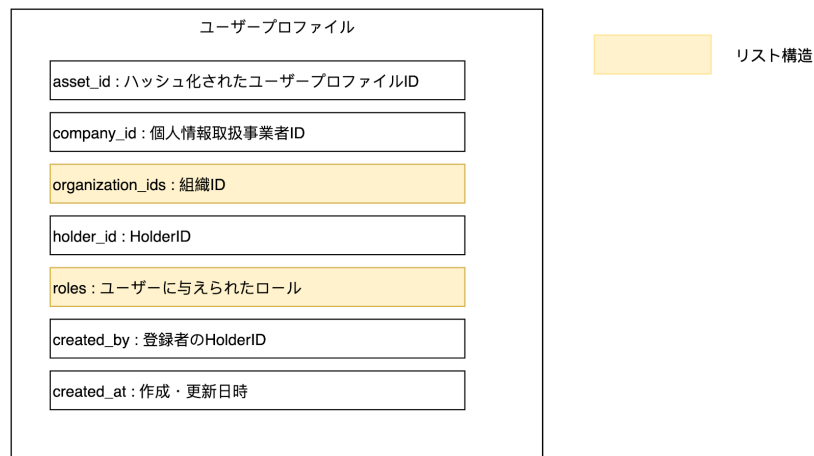 ユーザープロファイル
リスト構造
asset_id : ハッシュ化されたユーザープロファイルID
company_id : 個人情報取扱事業者ID
organization_ids : 組織ID
holder_id : HolderID
roles : ユーザーに与えられたロール
created_by : 登録者のHolderID
created_at : 作成・更新日時